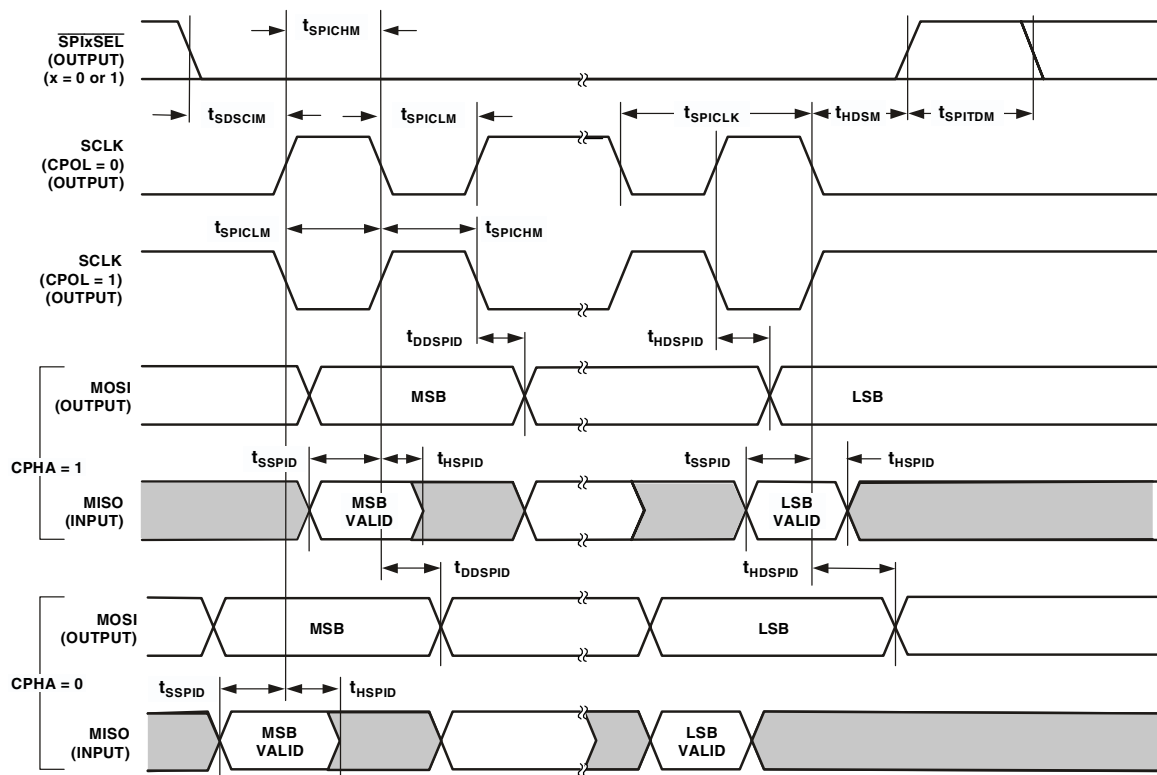 SPIxSEL
(OUTPUT)
(x = 0 or 1)
tSPICHM
tSDSCIM
tSPICLM
tSPICLK
tHDSM
tSPITDM
SCLK
(CPOL = 0)
(OUTPUT)
tSPICLM
tSPICHM
SCLK
(CPOL = 1)
(OUTPUT)
tDDSPID
tHDSPID
MOSI
(OUTPUT)
MSB
LSB
CPHA = 1
tSSPID
tHSPID
tSSPID
tHSPID
MISO
(INPUT)
MSB
VALID
LSB
VALID
tDDSPID
tHDSPID
MOSI
(OUTPUT)
MSB
LSB
CPHA = 0
tSSPID
tHSPID
MISO
(INPUT)
MSB
VALID
LSB
VALID